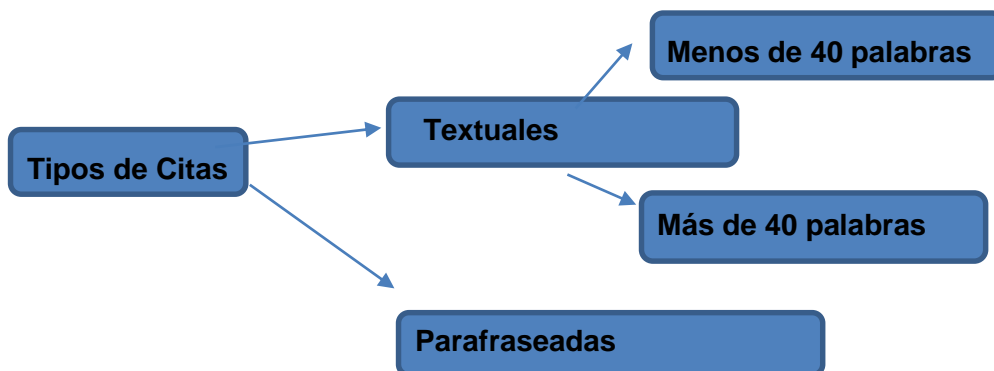 Menos de 40 palabras
Textuales
Tipos de Citas
Más de 40 palabras
Parafraseadas